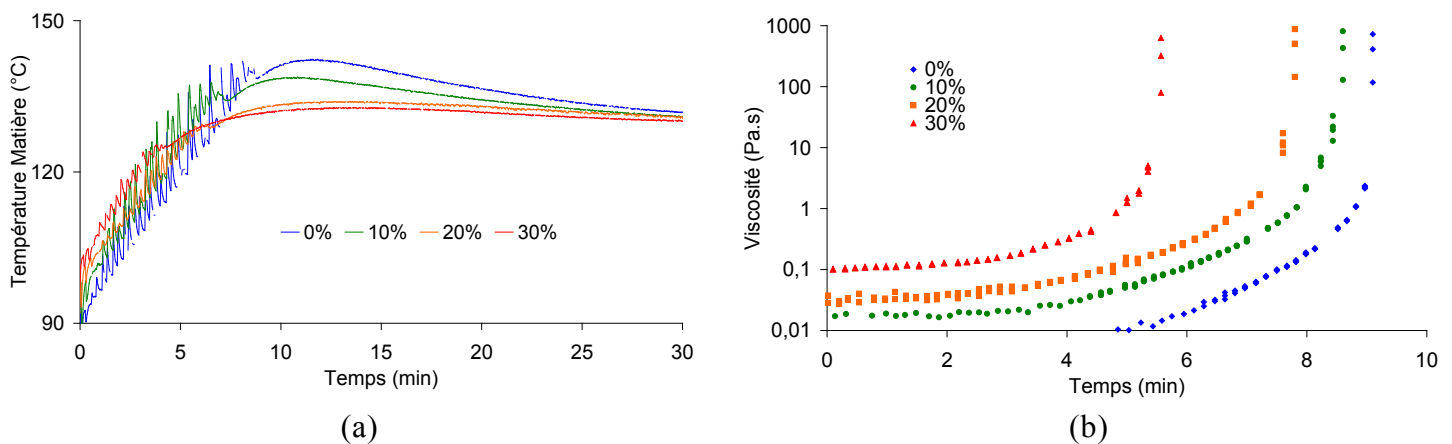 150
120
90
Température Matière (°C)
0% 10% 20% 30%
0 5 10 15 20 25 30
Temps (min)
(a)
1000
100
10
1
0,1
0,01
Viscosité (Pa.s)
0%
10%
20%
30%
0 2 4 6 8 10
Temps (min)
(b)